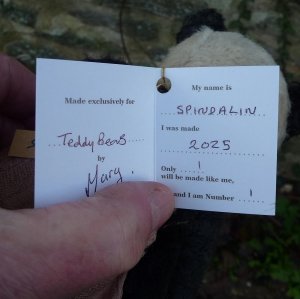 Made exclusively for
Teddy Bears
by
Mary.
My name is
SPINDALIN
I was made
2025
Only 1
will be made like me,
and I am Number 1